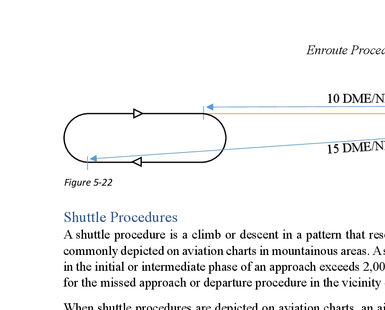 Enroute Proced
10 DME/N
15 DME/N
Figure 5-22
Shuttle Procedures
A shuttle procedure is a climb or descent in a pattern that res
commonly depicted on aviation charts in mountainous areas. A s
in the initial or intermediate phase of an approach exceeds 2,00
for the missed approach or departure procedure in the vicinity
When shuttle procedures are depicted on aviation charts, an ai